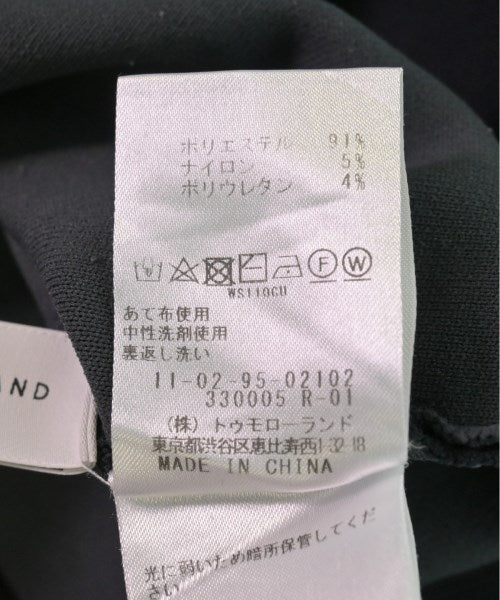 ポリエステル 91%
ナイロン 5%
ポリウレタン 4%
F W
WS110CU
あて布使用
中性洗剤使用
裏返し洗い
11-02-95-02102
330005 R-01
(株)トゥモローランド
東京都渋谷区恵比寿西1-32-18
MADE IN CHINA
光に弱いため暗所保管してくだ
さい
AND